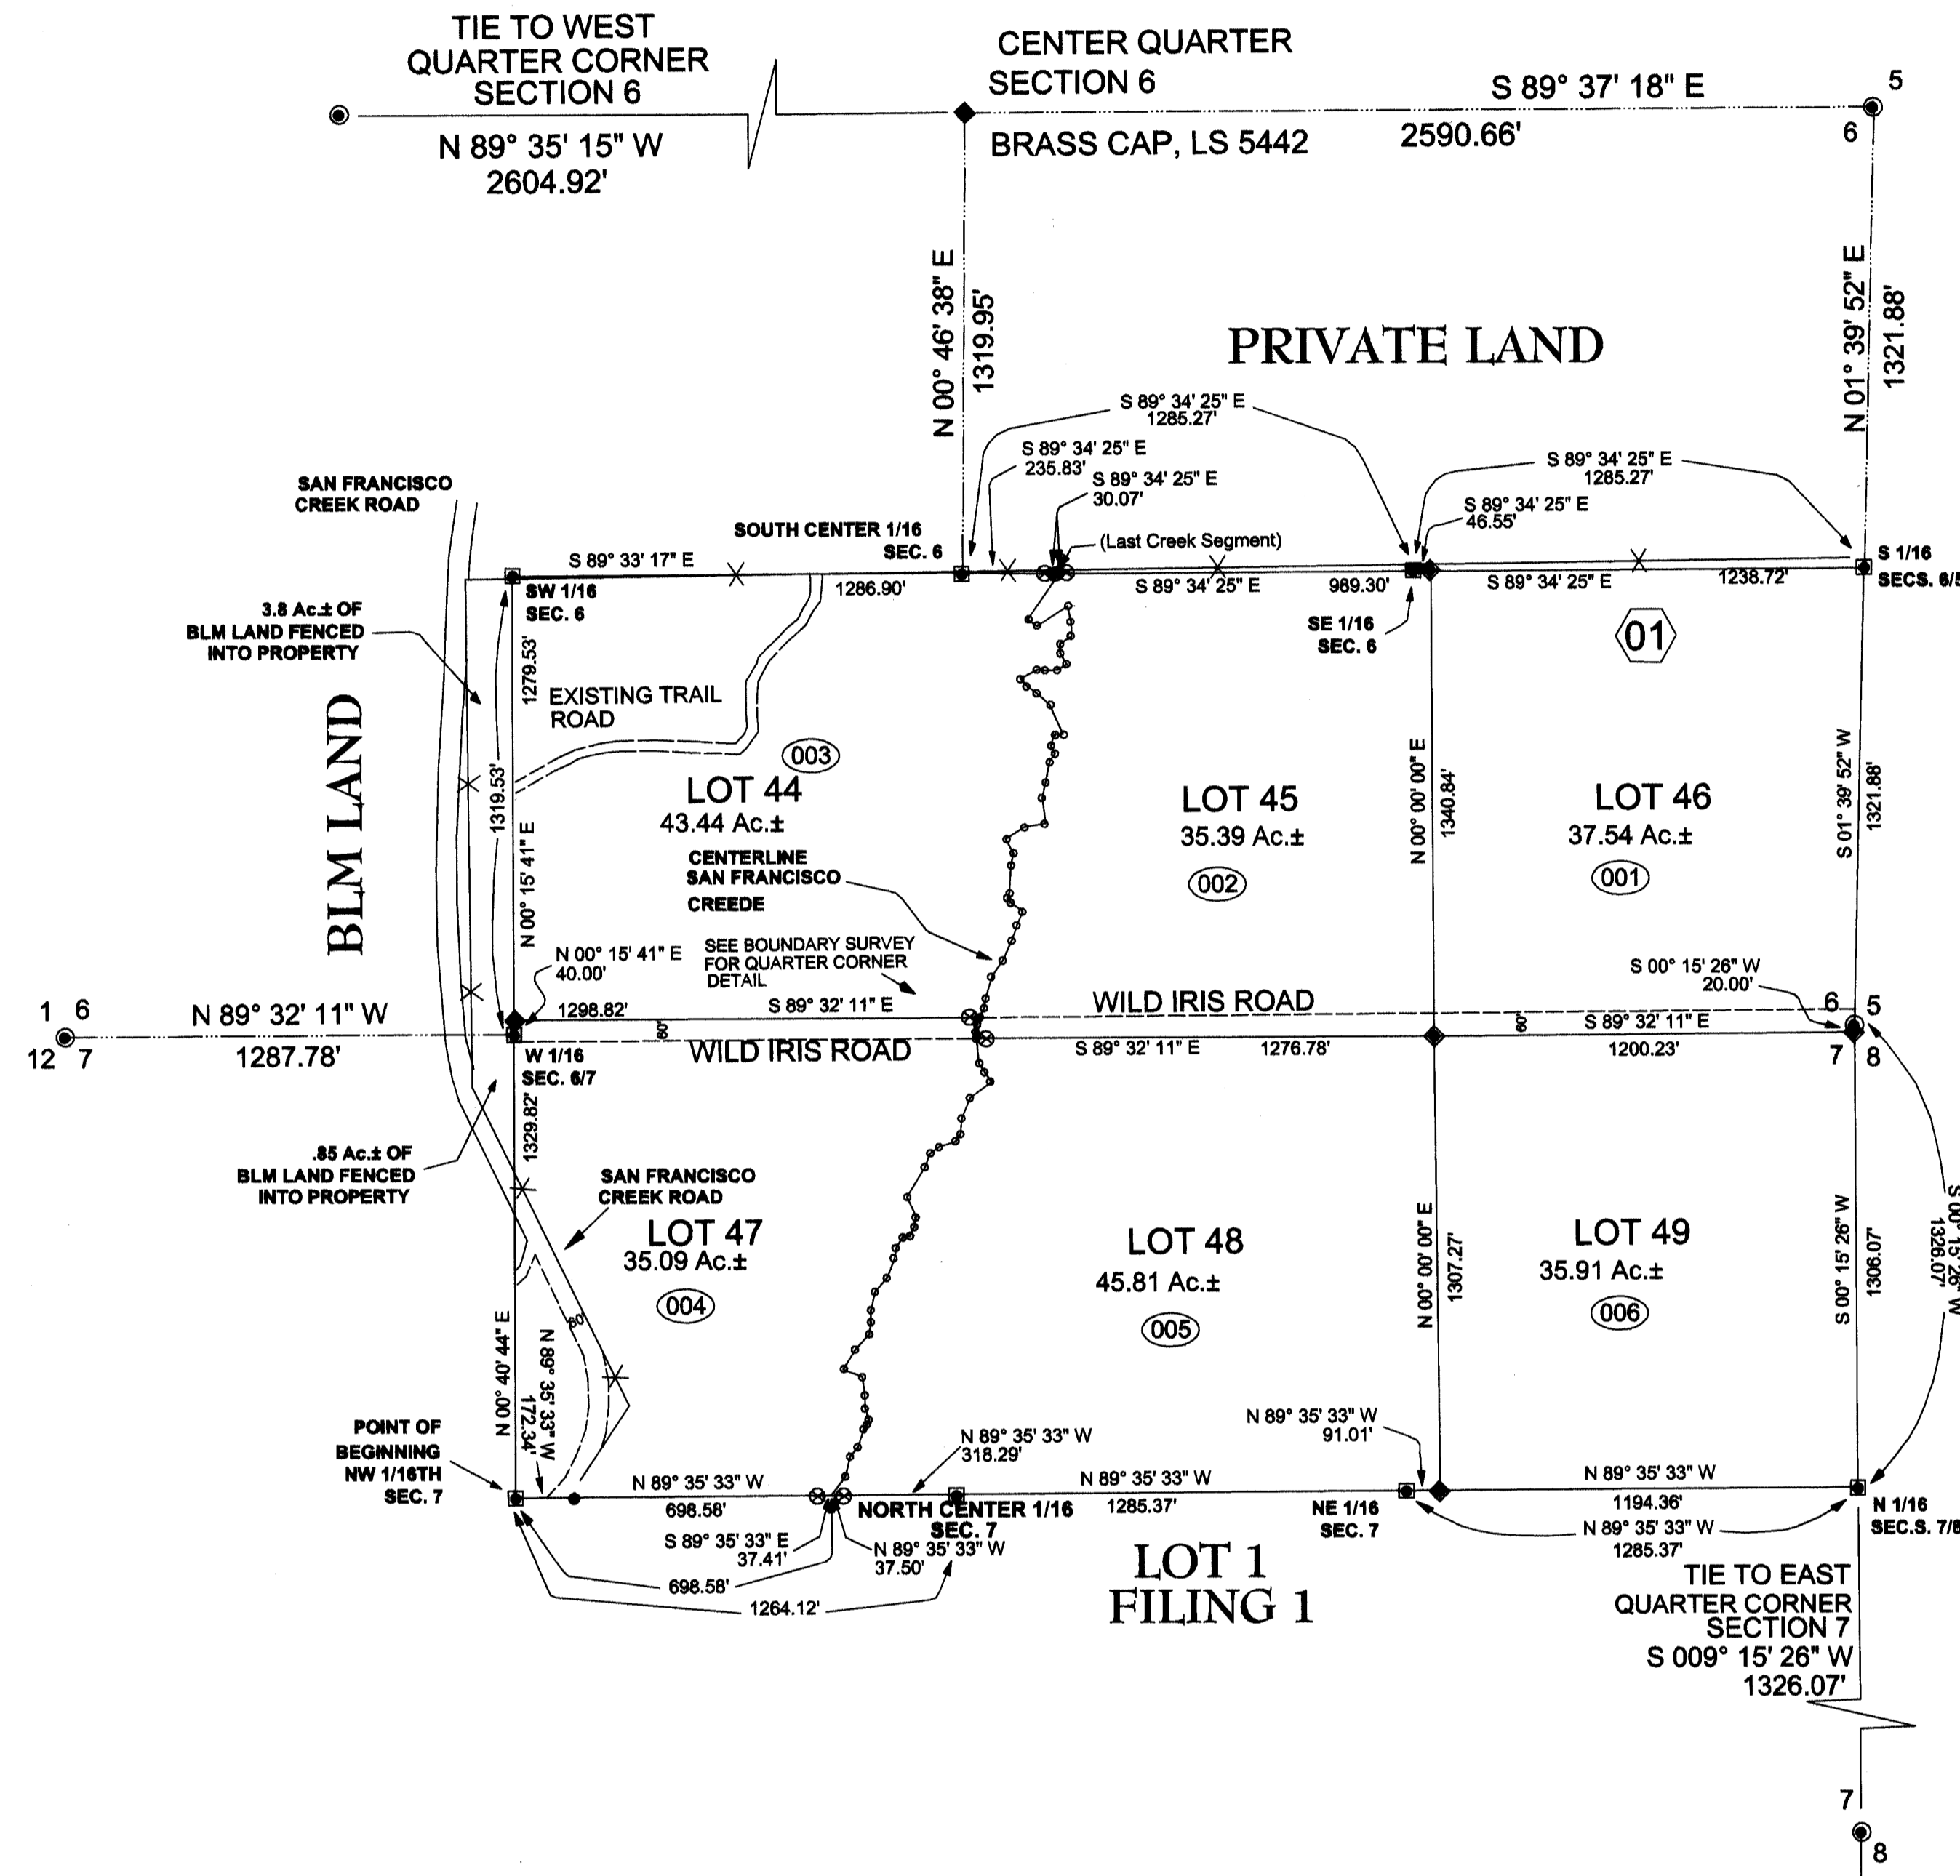 TIE TO WEST
QUARTER CORNER
SECTION 6
N 89° 35' 15" W
2604.92'
CENTER QUARTER
SECTION 6
BRASS CAP, LS 5442
S 89° 37' 18" E
2590.66'
5
6
N 00° 46' 38" E
1319.95'
PRIVATE LAND
N 01° 39' 52" E
1321.88'
S 89° 34' 25" E
1285.27'
S 89° 34' 25" E
235.83'
S 89° 34' 25" E
30.07'
(Last Creek Segment)
S 89° 34' 25" E
1285.27'
S 89° 34' 25" E
46.55'
SAN FRANCISCO
CREEK ROAD
SOUTH CENTER 1/16
SEC. 6
S 89° 33' 17" E
1286.90'
S 89° 34' 25" E
989.30'
S 89° 34' 25" E
1238.72'
S 1/16
SECS. 6/5
SW 1/16
SEC. 6
SE 1/16
SEC. 6
01
3.8 Ac.± OF
BLM LAND FENCED
INTO PROPERTY
1279.53'
EXISTING TRAIL
ROAD
BLM LAND
1319.53'
N 00° 15' 41" E
003
LOT 44
43.44 Ac.±
CENTERLINE
SAN FRANCISCO
CREEDE
LOT 45
35.39 Ac.±
002
N 00° 00' 00" E
1340.84'
LOT 46
37.54 Ac.±
001
S 01° 39' 52" W
1321.88'
N 00° 15' 41" E
40.00'
SEE BOUNDARY SURVEY
FOR QUARTER CORNER
DETAIL
S 00° 15' 26" W
20.00'
1 6
12 7
N 89° 32' 11" W
1287.78'
1298.82'
S 89° 32' 11" E
WILD IRIS ROAD
60'
WILD IRIS ROAD
S 89° 32' 11" E
1276.78'
60'
S 89° 32' 11" E
1200.23'
6 5
7 8
W 1/16
SEC. 6/7
1329.82'
.85 Ac.± OF
BLM LAND FENCED
INTO PROPERTY
SAN FRANCISCO
CREEK ROAD
LOT 47
35.09 Ac.±
004
LOT 48
45.81 Ac.±
005
N 00° 00' 00" E
1307.27'
LOT 49
35.91 Ac.±
006
S 00° 15' 26" W
1306.07'
S 00° 15' 26" W
1326.07'
60'
N 00° 40' 44" E
N 89° 35' 33" W
172.34'
POINT OF
BEGINNING
NW 1/16TH
SEC. 7
N 89° 35' 33" W
698.58'
N 89° 35' 33" W
318.29'
NORTH CENTER 1/16
SEC. 7
N 89° 35' 33" W
1285.37'
N 89° 35' 33" W
91.01'
NE 1/16
SEC. 7
N 89° 35' 33" W
1194.36'
N 1/16
SEC.S. 7/8
N 89° 35' 33" W
1285.37'
S 89° 35' 33" E
37.41'
N 89° 35' 33" W
37.50'
698.58'
1264.12'
LOT 1
FILING 1
TIE TO EAST
QUARTER CORNER
SECTION 7
S 009° 15' 26" W
1326.07'
7
8